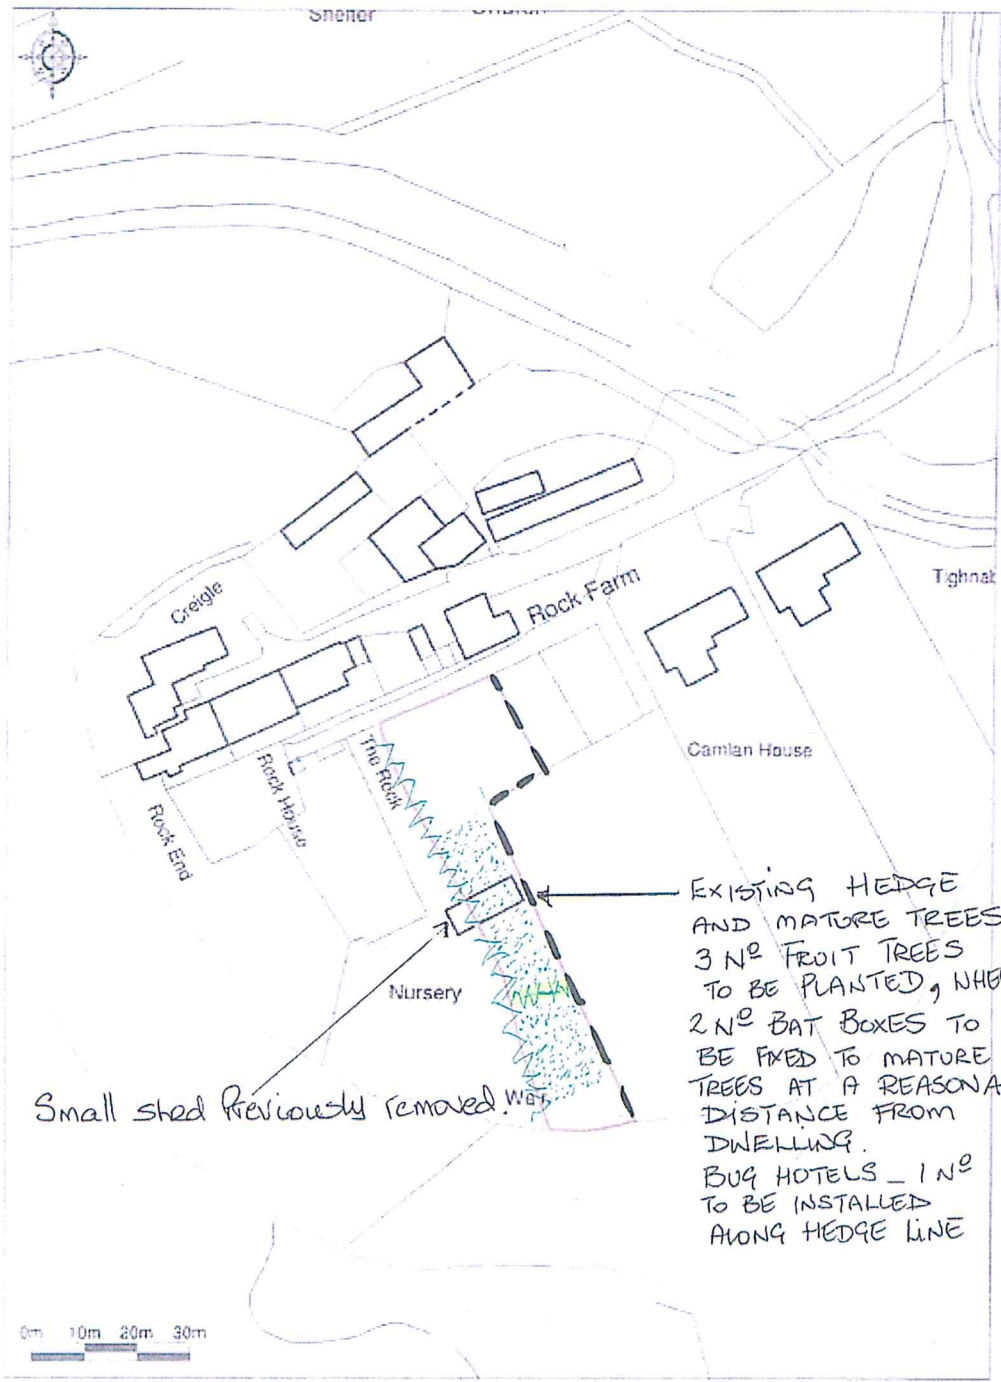 Shelter
Creigle
Rock Farm
Tighnab
Camlan House
The Rock
Rock House
Rock End
Nursery
EXISTING HEDGE
AND MATURE TREES
3 Nº FRUIT TREES
TO BE PLANTED, WHE
2 Nº BAT BOXES TO
BE FIXED TO MATURE
TREES AT A REASONA
DISTANCE FROM
DWELLING.
BUG HOTELS - 1 Nº
TO BE INSTALLED
ALONG HEDGE LINE
Small shed Previously removed.
0m 10m 20m 30m